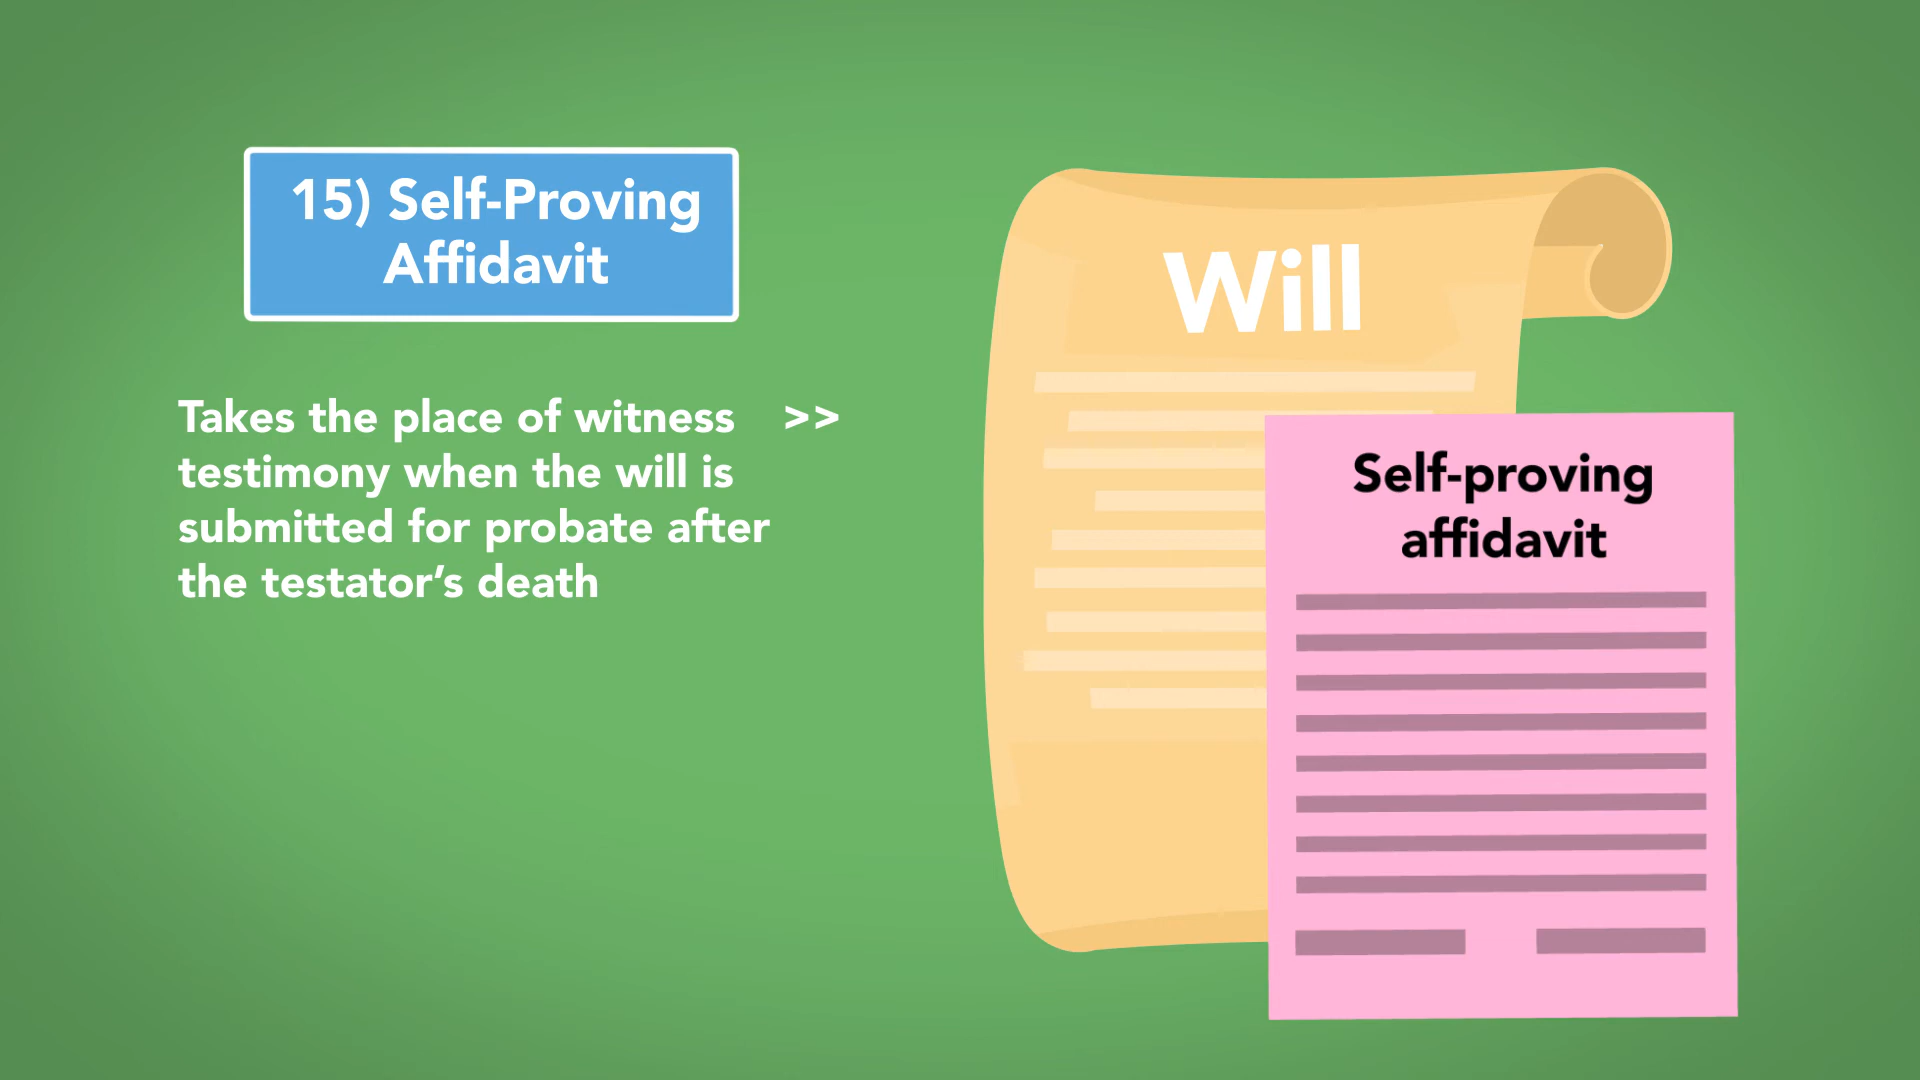 15) Self-Proving
Affidavit
Takes the place of witness >>
testimony when the will is
submitted for probate after
the testator’s death
Will
Self-proving
affidavit